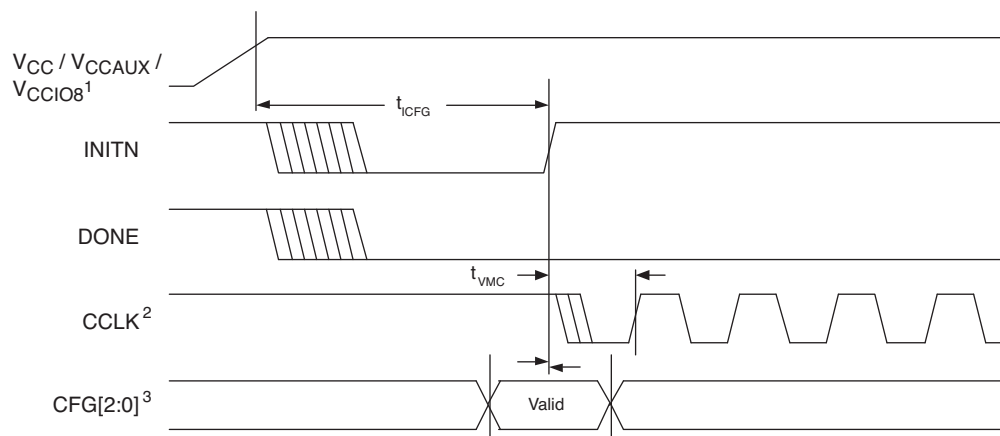 VCC / VCCAUX /
VCCIO8¹
tICFG
INITN
DONE
tVMC
CCLK²
CFG[2:0]³
Valid